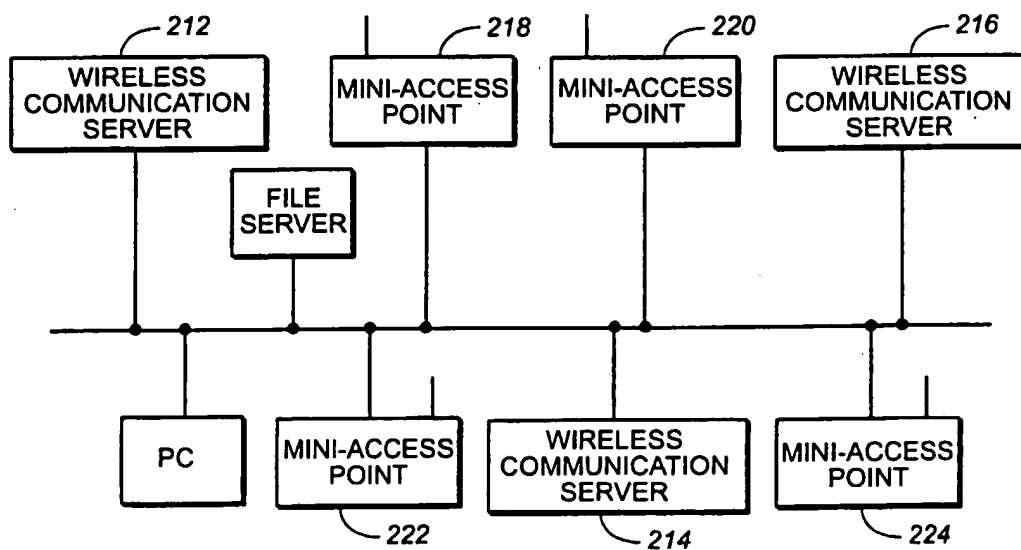 212
218
220
216
WIRELESS
COMMUNICATION
SERVER
MINI-ACCESS
POINT
MINI-ACCESS
POINT
WIRELESS
COMMUNICATION
SERVER
FILE
SERVER
PC
MINI-ACCESS
POINT
WIRELESS
COMMUNICATION
SERVER
MINI-ACCESS
POINT
222
214
224